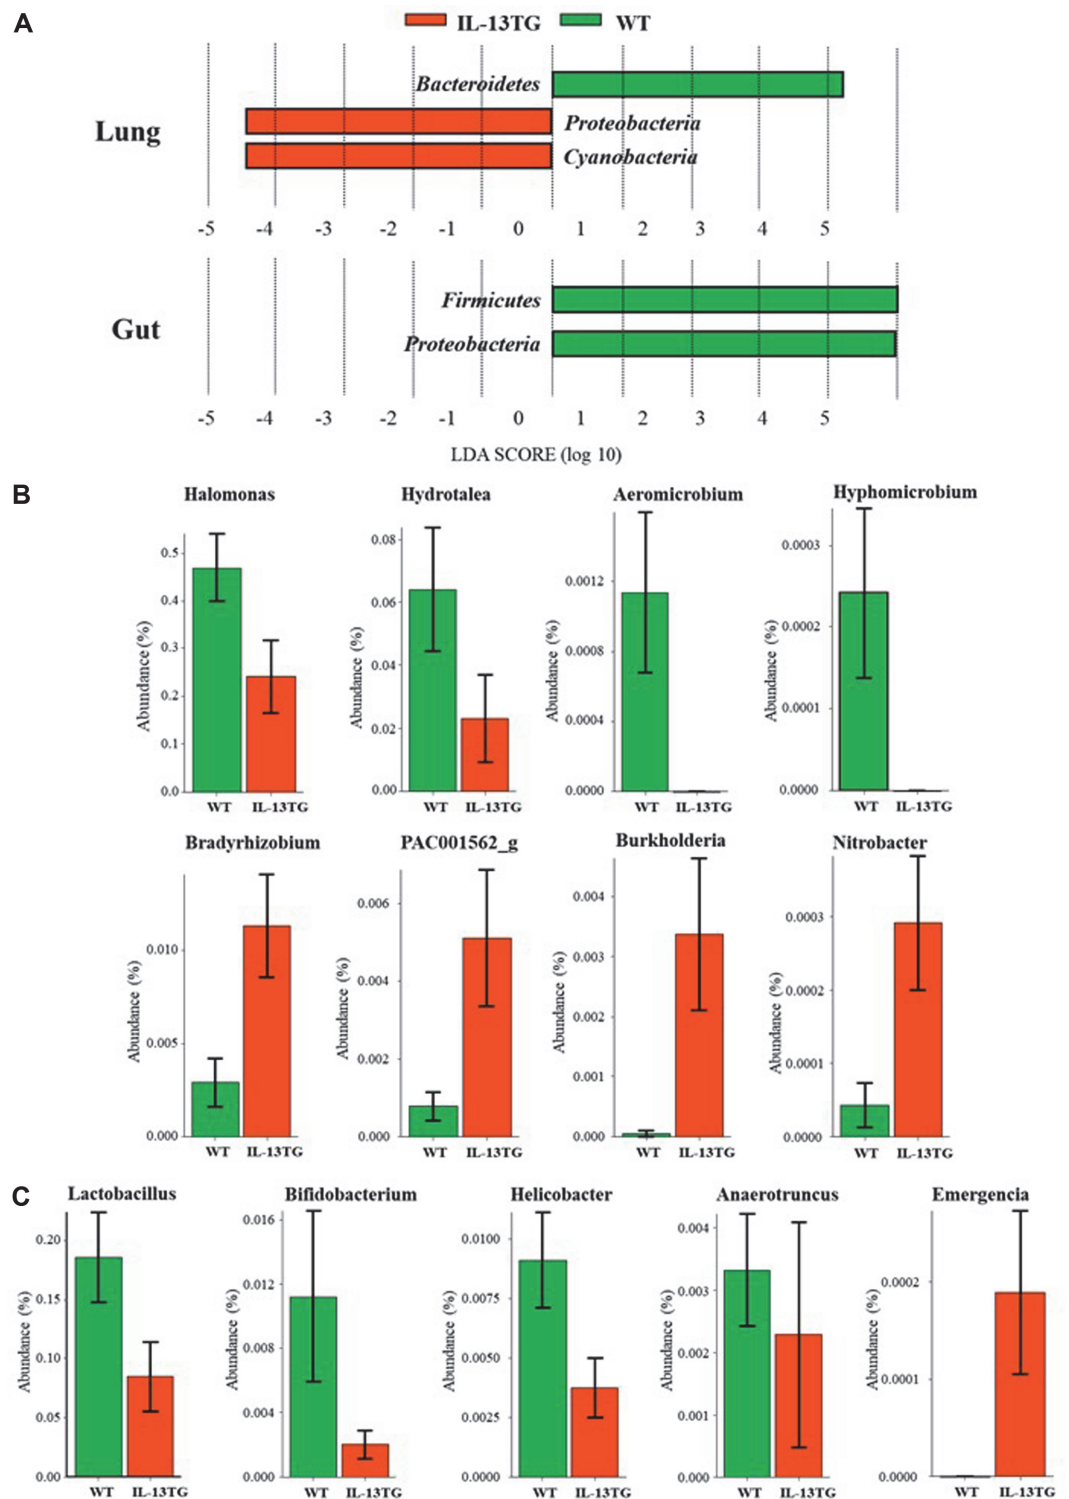 A
IL-13TG WT
Bacteroidetes
Proteobacteria
Lung
Cyanobacteria
-5 -4 -3 -2 -1 0 1 2 3 4 5
Firmicutes
Gut
Proteobacteria
-5 -4 -3 -2 -1 0 1 2 3 4 5
LDA SCORE (log 10)
B
Halomonas
Abundance (%)
0.5
0.4
0.3
0.2
0.1
0.0
WT IL-13TG
Hydrotalea
Abundance (%)
0.08
0.06
0.04
0.02
0.00
WT IL-13TG
Aeromicrobium
Abundance (%)
0.0012
0.0008
0.0004
0.0000
WT IL-13TG
Hyphomicrobium
Abundance (%)
0.0003
0.0002
0.0001
0.0000
WT IL-13TG
Bradyrhizobium
Abundance (%)
0.010
0.005
0.000
WT IL-13TG
PAC001562_g
Abundance (%)
0.006
0.004
0.002
0.000
WT IL-13TG
Burkholderia
Abundance (%)
0.004
0.003
0.002
0.001
0.000
WT IL-13TG
Nitrobacter
Abundance (%)
0.0003
0.0002
0.0001
0.0000
WT IL-13TG
C
Lactobacillus
Abundance (%)
0.20
0.15
0.10
0.05
0.00
WT IL-13TG
Bifidobacterium
Abundance (%)
0.016
0.012
0.008
0.004
0.000
WT IL-13TG
Helicobacter
Abundance (%)
0.0100
0.0075
0.0050
0.0025
0.0000
WT IL-13TG
Anaerotruncus
Abundance (%)
0.004
0.003
0.002
0.001
0.000
WT IL-13TG
Emergencia
Abundance (%)
0.0002
0.0001
0.0000
WT IL-13TG